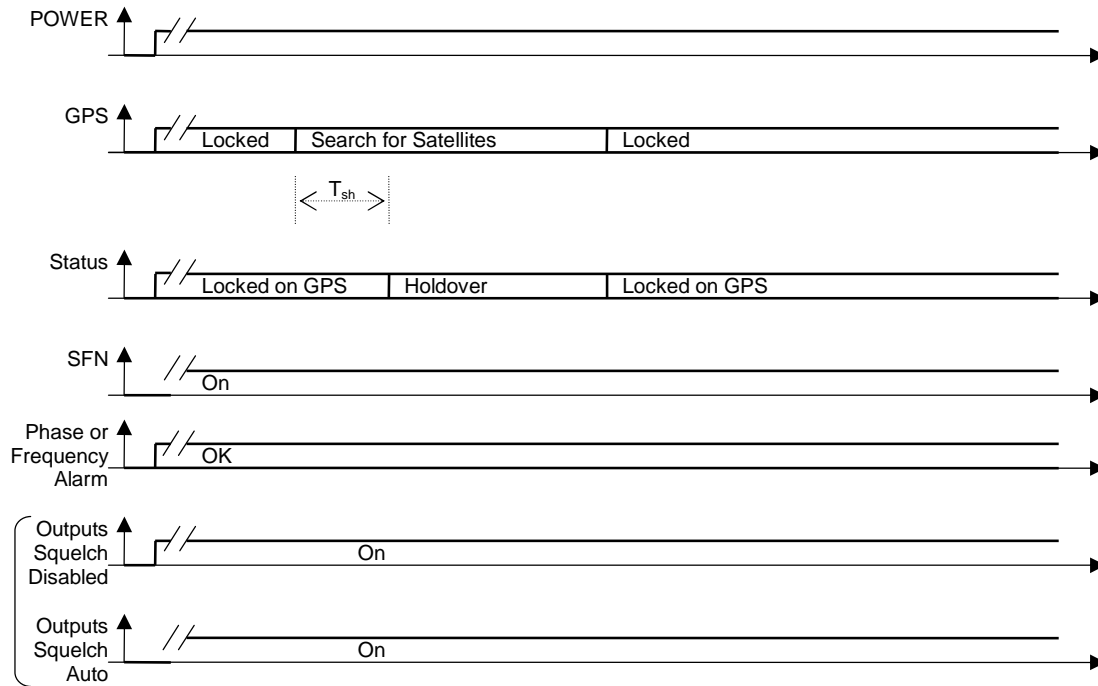 POWER
GPS
Locked
Search for Satellites
Locked
Tsh
Status
Locked on GPS
Holdover
Locked on GPS
SFN
On
Phase or
Frequency
Alarm
OK
Outputs
Squelch
Disabled
On
Outputs
Squelch
Auto
On